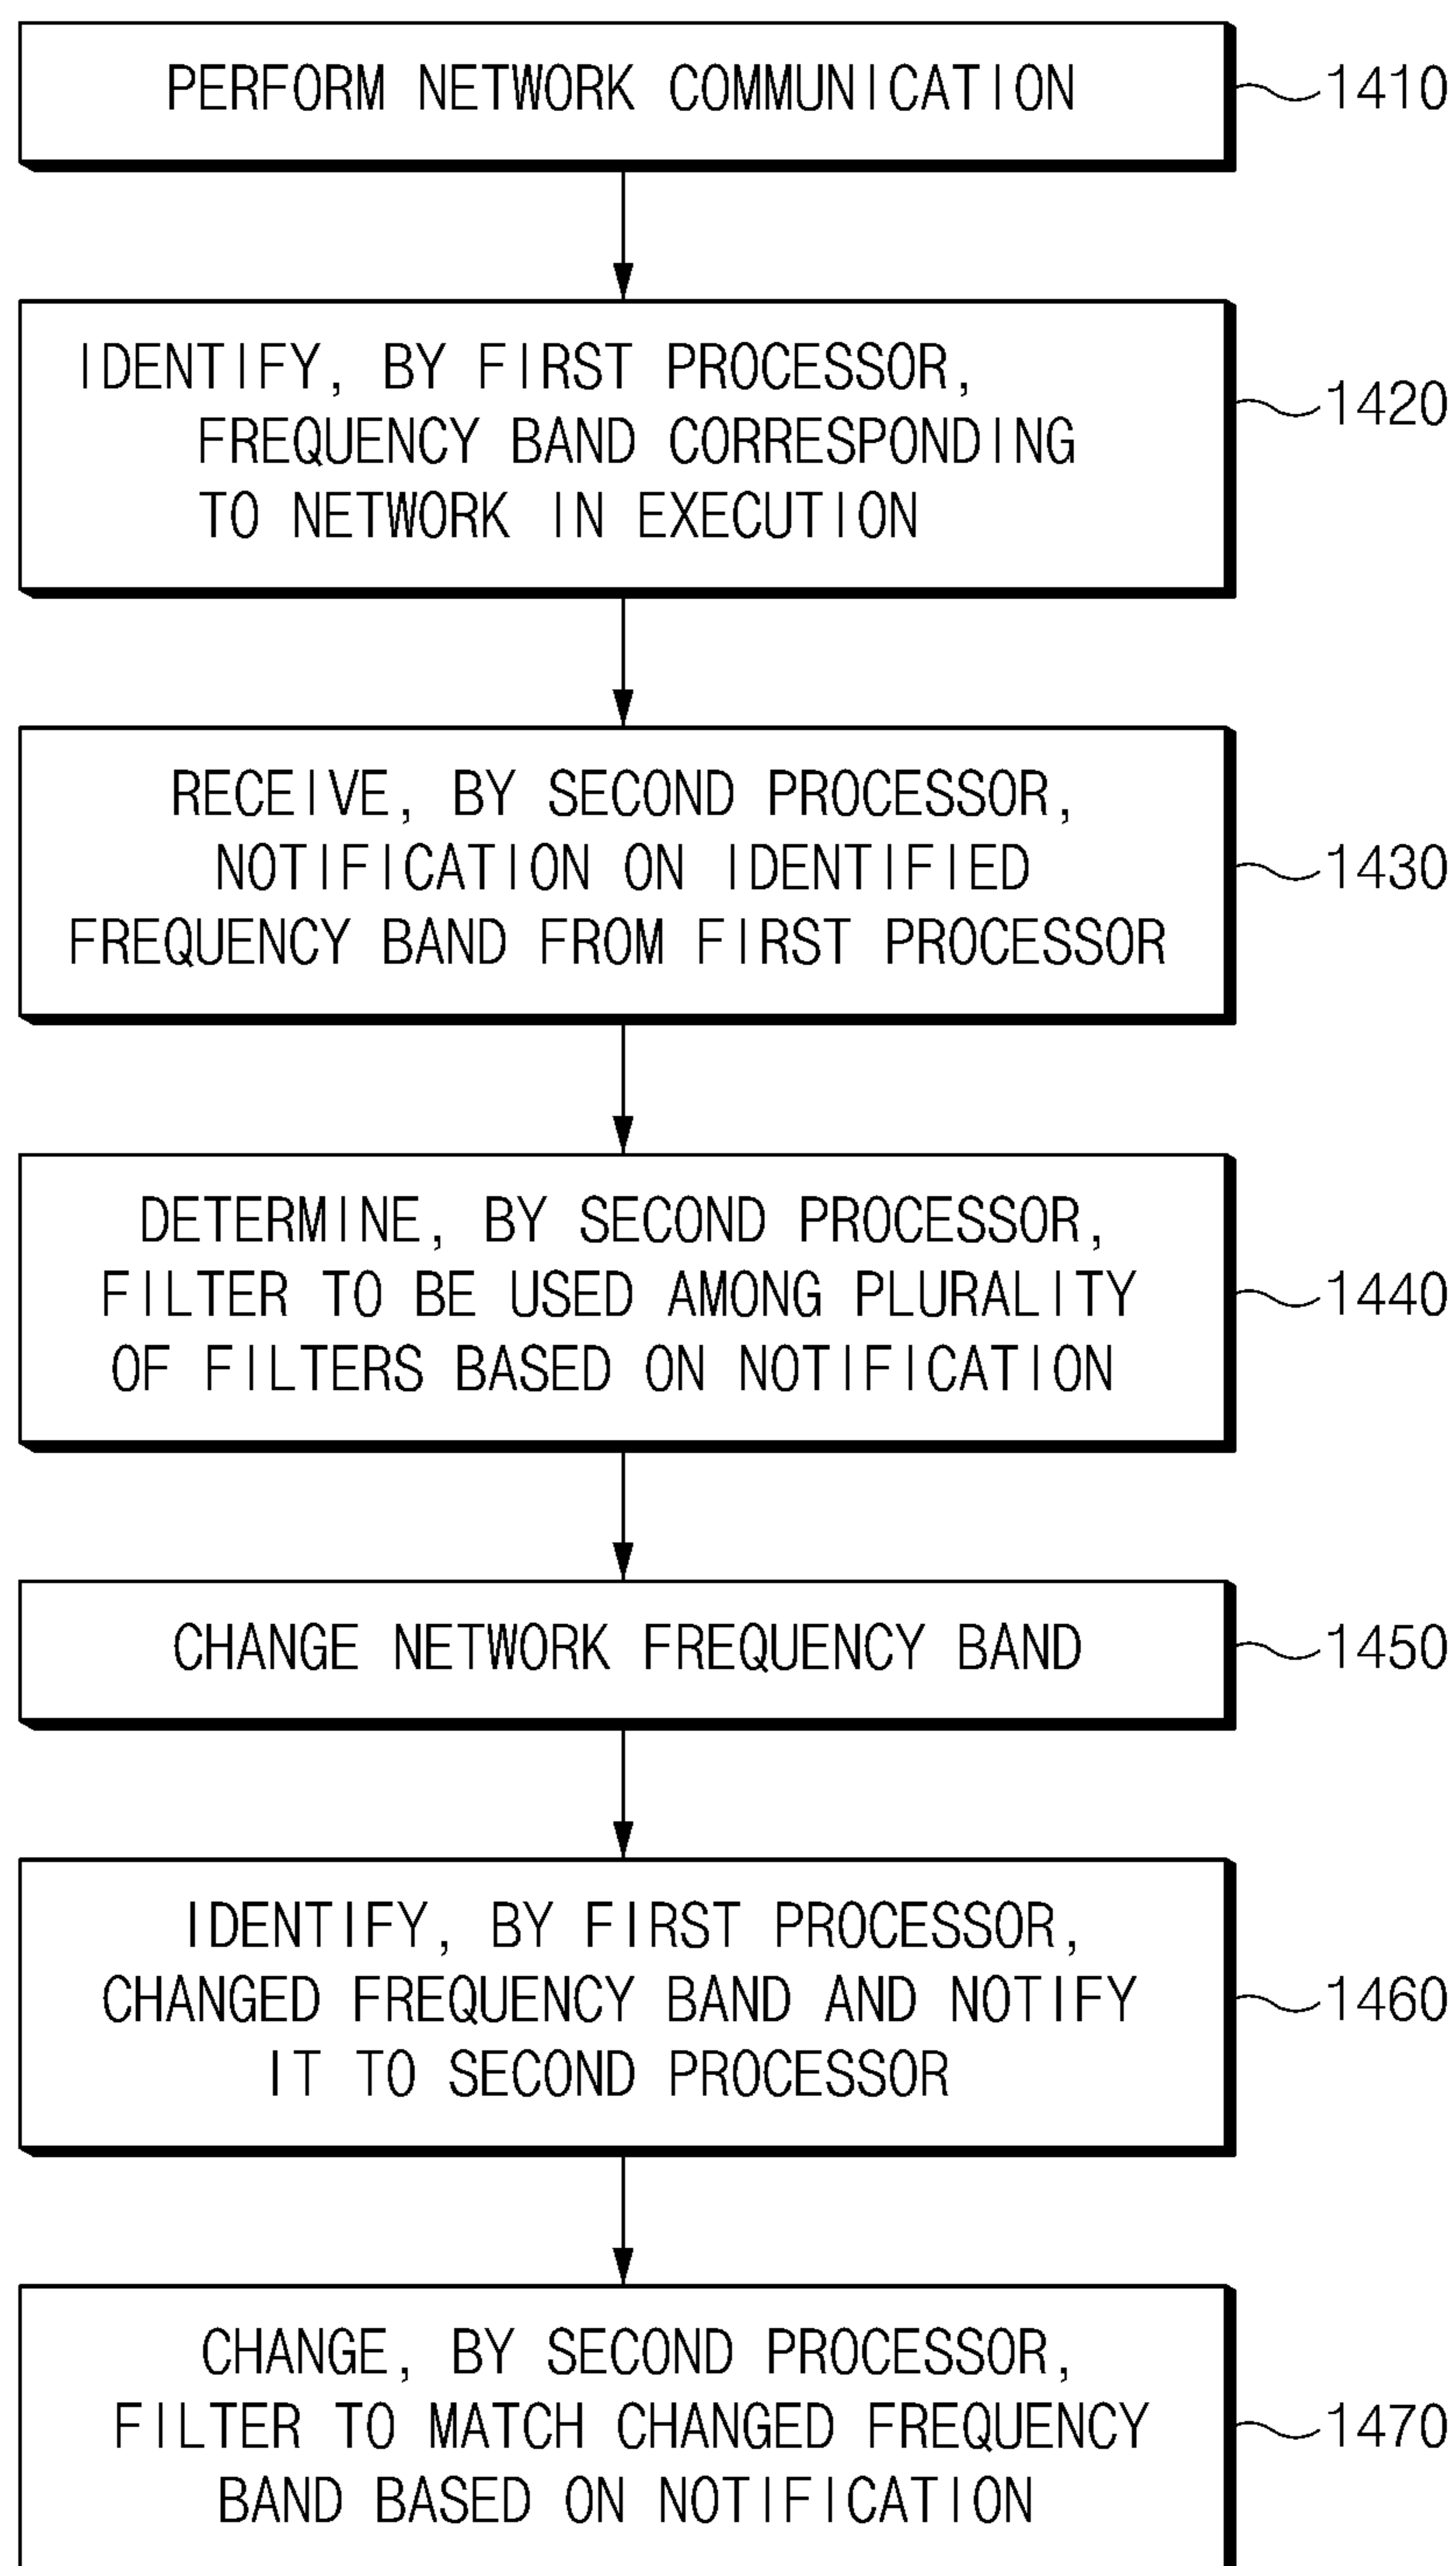 PERFORM NETWORK COMMUNICATION
1410
IDENTIFY, BY FIRST PROCESSOR,
FREQUENCY BAND CORRESPONDING
TO NETWORK IN EXECUTION
1420
RECEIVE, BY SECOND PROCESSOR,
NOTIFICATION ON IDENTIFIED
FREQUENCY BAND FROM FIRST PROCESSOR
1430
DETERMINE, BY SECOND PROCESSOR,
FILTER TO BE USED AMONG PLURALITY
OF FILTERS BASED ON NOTIFICATION
1440
CHANGE NETWORK FREQUENCY BAND
1450
IDENTIFY, BY FIRST PROCESSOR,
CHANGED FREQUENCY BAND AND NOTIFY
IT TO SECOND PROCESSOR
1460
CHANGE, BY SECOND PROCESSOR,
FILTER TO MATCH CHANGED FREQUENCY
BAND BASED ON NOTIFICATION
1470